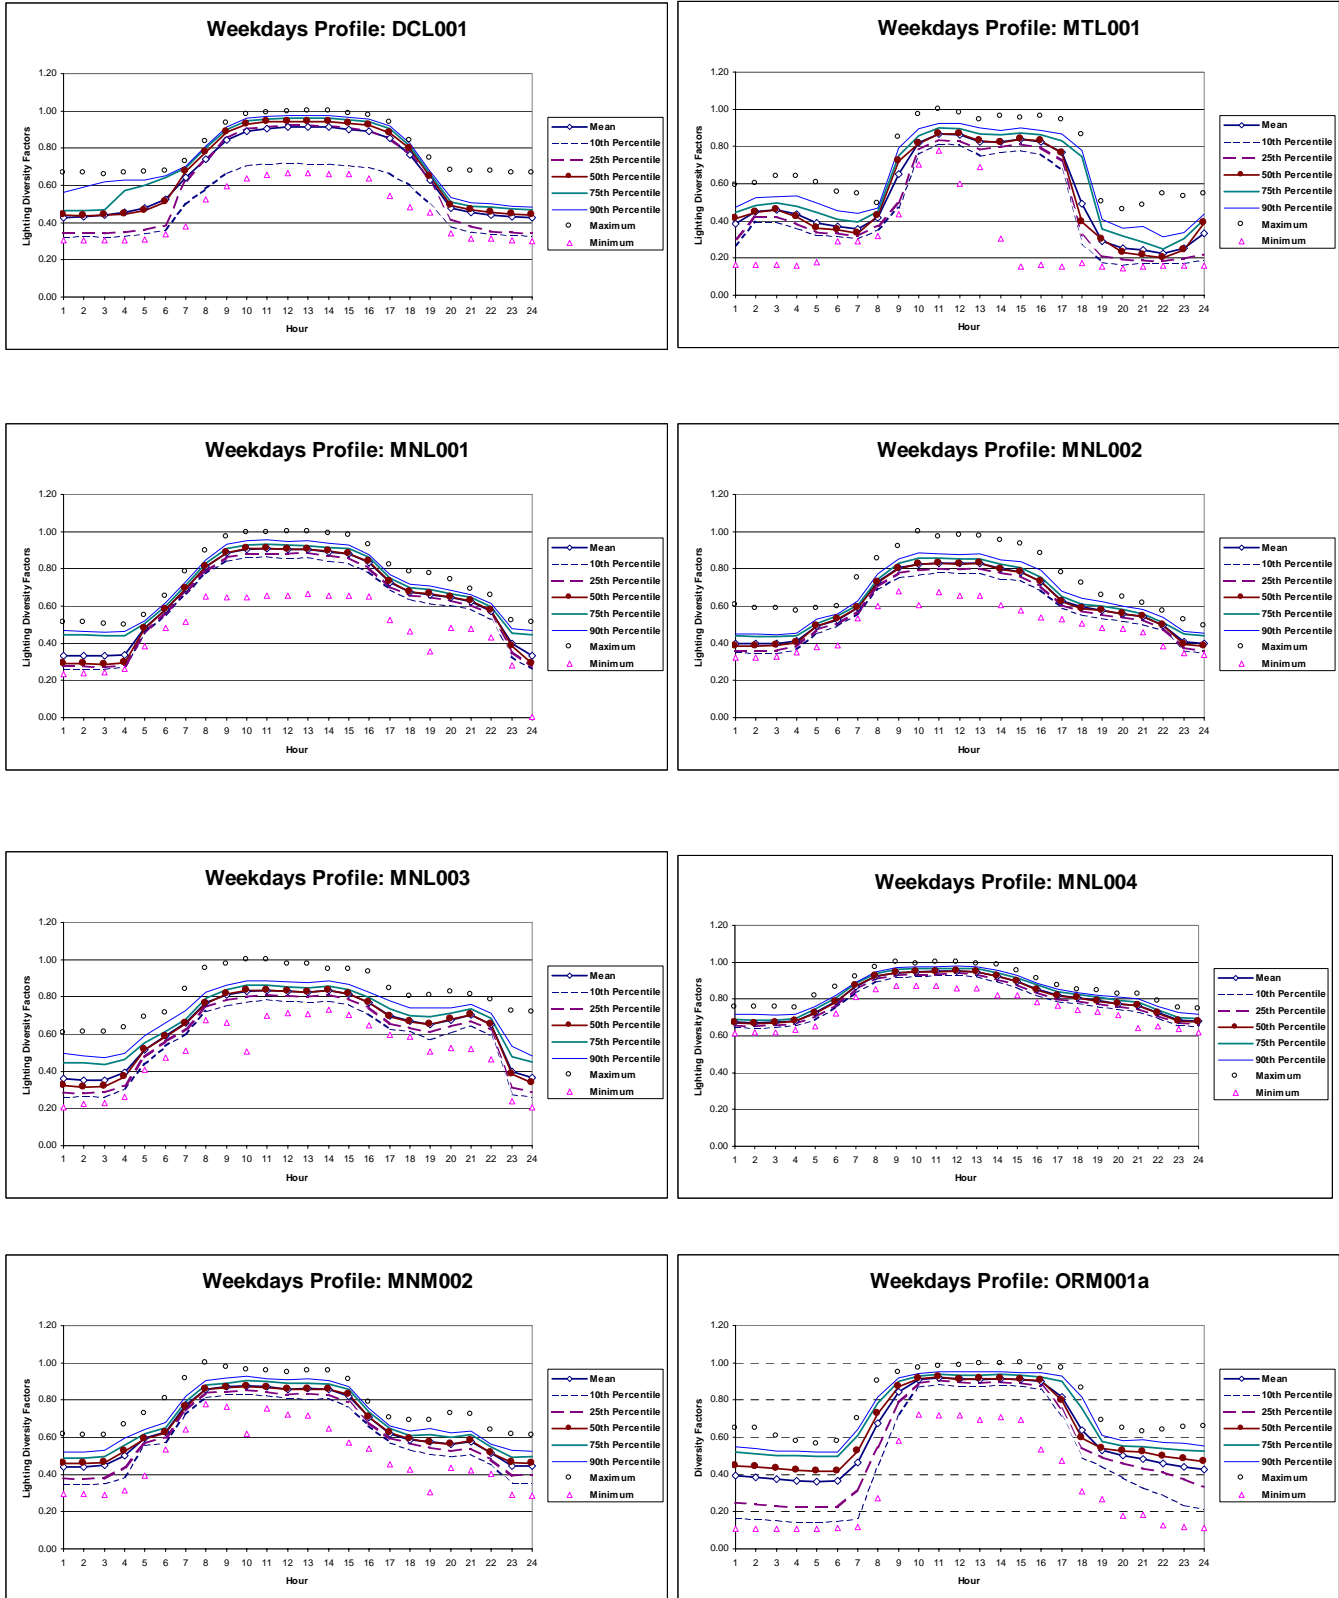 Weekdays Profile: DCL001
Lighting Diversity Factors
1.20
1.00
0.80
0.60
0.40
0.20
0.00
1 2 3 4 5 6 7 8 9 10 11 12 13 14 15 16 17 18 19 20 21 22 23 24
Hour
Mean
10th Percentile
25th Percentile
50th Percentile
75th Percentile
90th Percentile
Maximum
Minimum
Weekdays Profile: MTL001
Lighting Diversity Factors
1.20
1.00
0.80
0.60
0.40
0.20
0.00
1 2 3 4 5 6 7 8 9 10 11 12 13 14 15 16 17 18 19 20 21 22 23 24
Hour
Mean
10th Percentile
25th Percentile
50th Percentile
75th Percentile
90th Percentile
Maximum
Minimum
Weekdays Profile: MNL001
Lighting Diversity Factors
1.20
1.00
0.80
0.60
0.40
0.20
0.00
1 2 3 4 5 6 7 8 9 10 11 12 13 14 15 16 17 18 19 20 21 22 23 24
Hour
Mean
10th Percentile
25th Percentile
50th Percentile
75th Percentile
90th Percentile
Maximum
Minimum
Weekdays Profile: MNL002
Lighting Diversity Factors
1.20
1.00
0.80
0.60
0.40
0.20
0.00
1 2 3 4 5 6 7 8 9 10 11 12 13 14 15 16 17 18 19 20 21 22 23 24
Hour
Mean
10th Percentile
25th Percentile
50th Percentile
75th Percentile
90th Percentile
Maximum
Minimum
Weekdays Profile: MNL003
Lighting Diversity Factors
1.20
1.00
0.80
0.60
0.40
0.20
0.00
1 2 3 4 5 6 7 8 9 10 11 12 13 14 15 16 17 18 19 20 21 22 23 24
Hour
Mean
10th Percentile
25th Percentile
50th Percentile
75th Percentile
90th Percentile
Maximum
Minimum
Weekdays Profile: MNL004
Lighting Diversity Factors
1.20
1.00
0.80
0.60
0.40
0.20
0.00
1 2 3 4 5 6 7 8 9 10 11 12 13 14 15 16 17 18 19 20 21 22 23 24
Hour
Mean
10th Percentile
25th Percentile
50th Percentile
75th Percentile
90th Percentile
Maximum
Minimum
Weekdays Profile: MNM002
Lighting Diversity Factors
1.20
1.00
0.80
0.60
0.40
0.20
0.00
1 2 3 4 5 6 7 8 9 10 11 12 13 14 15 16 17 18 19 20 21 22 23 24
Hour
Mean
10th Percentile
25th Percentile
50th Percentile
75th Percentile
90th Percentile
Maximum
Minimum
Weekdays Profile: ORM001a
Diversity Factors
1.20
1.00
0.80
0.60
0.40
0.20
0.00
1 2 3 4 5 6 7 8 9 10 11 12 13 14 15 16 17 18 19 20 21 22 23 24
Hour
Mean
10th Percentile
25th Percentile
50th Percentile
75th Percentile
90th Percentile
Maximum
Minimum